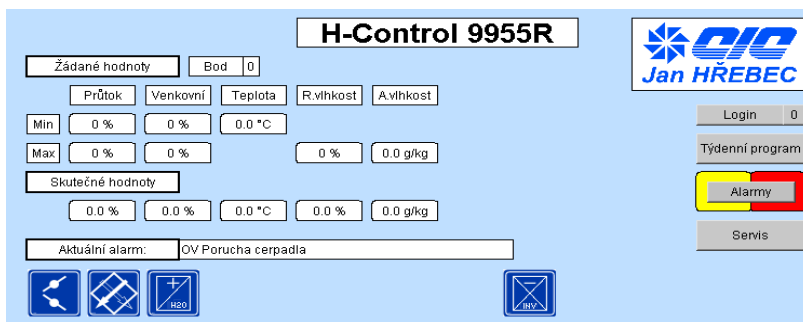 H-Control 9955R
CIC
Jan HŘEBEC
Žádané hodnoty Bod 0
Průtok Venkovní Teplota R.vlhkost A.vlhkost
Login 0
Min 0 % 0 % 0.0 °C
Max 0 % 0 % 0 % 0.0 g/kg
Týdenní program
Skutečné hodnoty
Alarmy
0.0 % 0.0 % 0.0 °C 0.0 % 0.0 g/kg
Servis
Aktuální alarm: OV Porucha cerpadla
H2O
INV